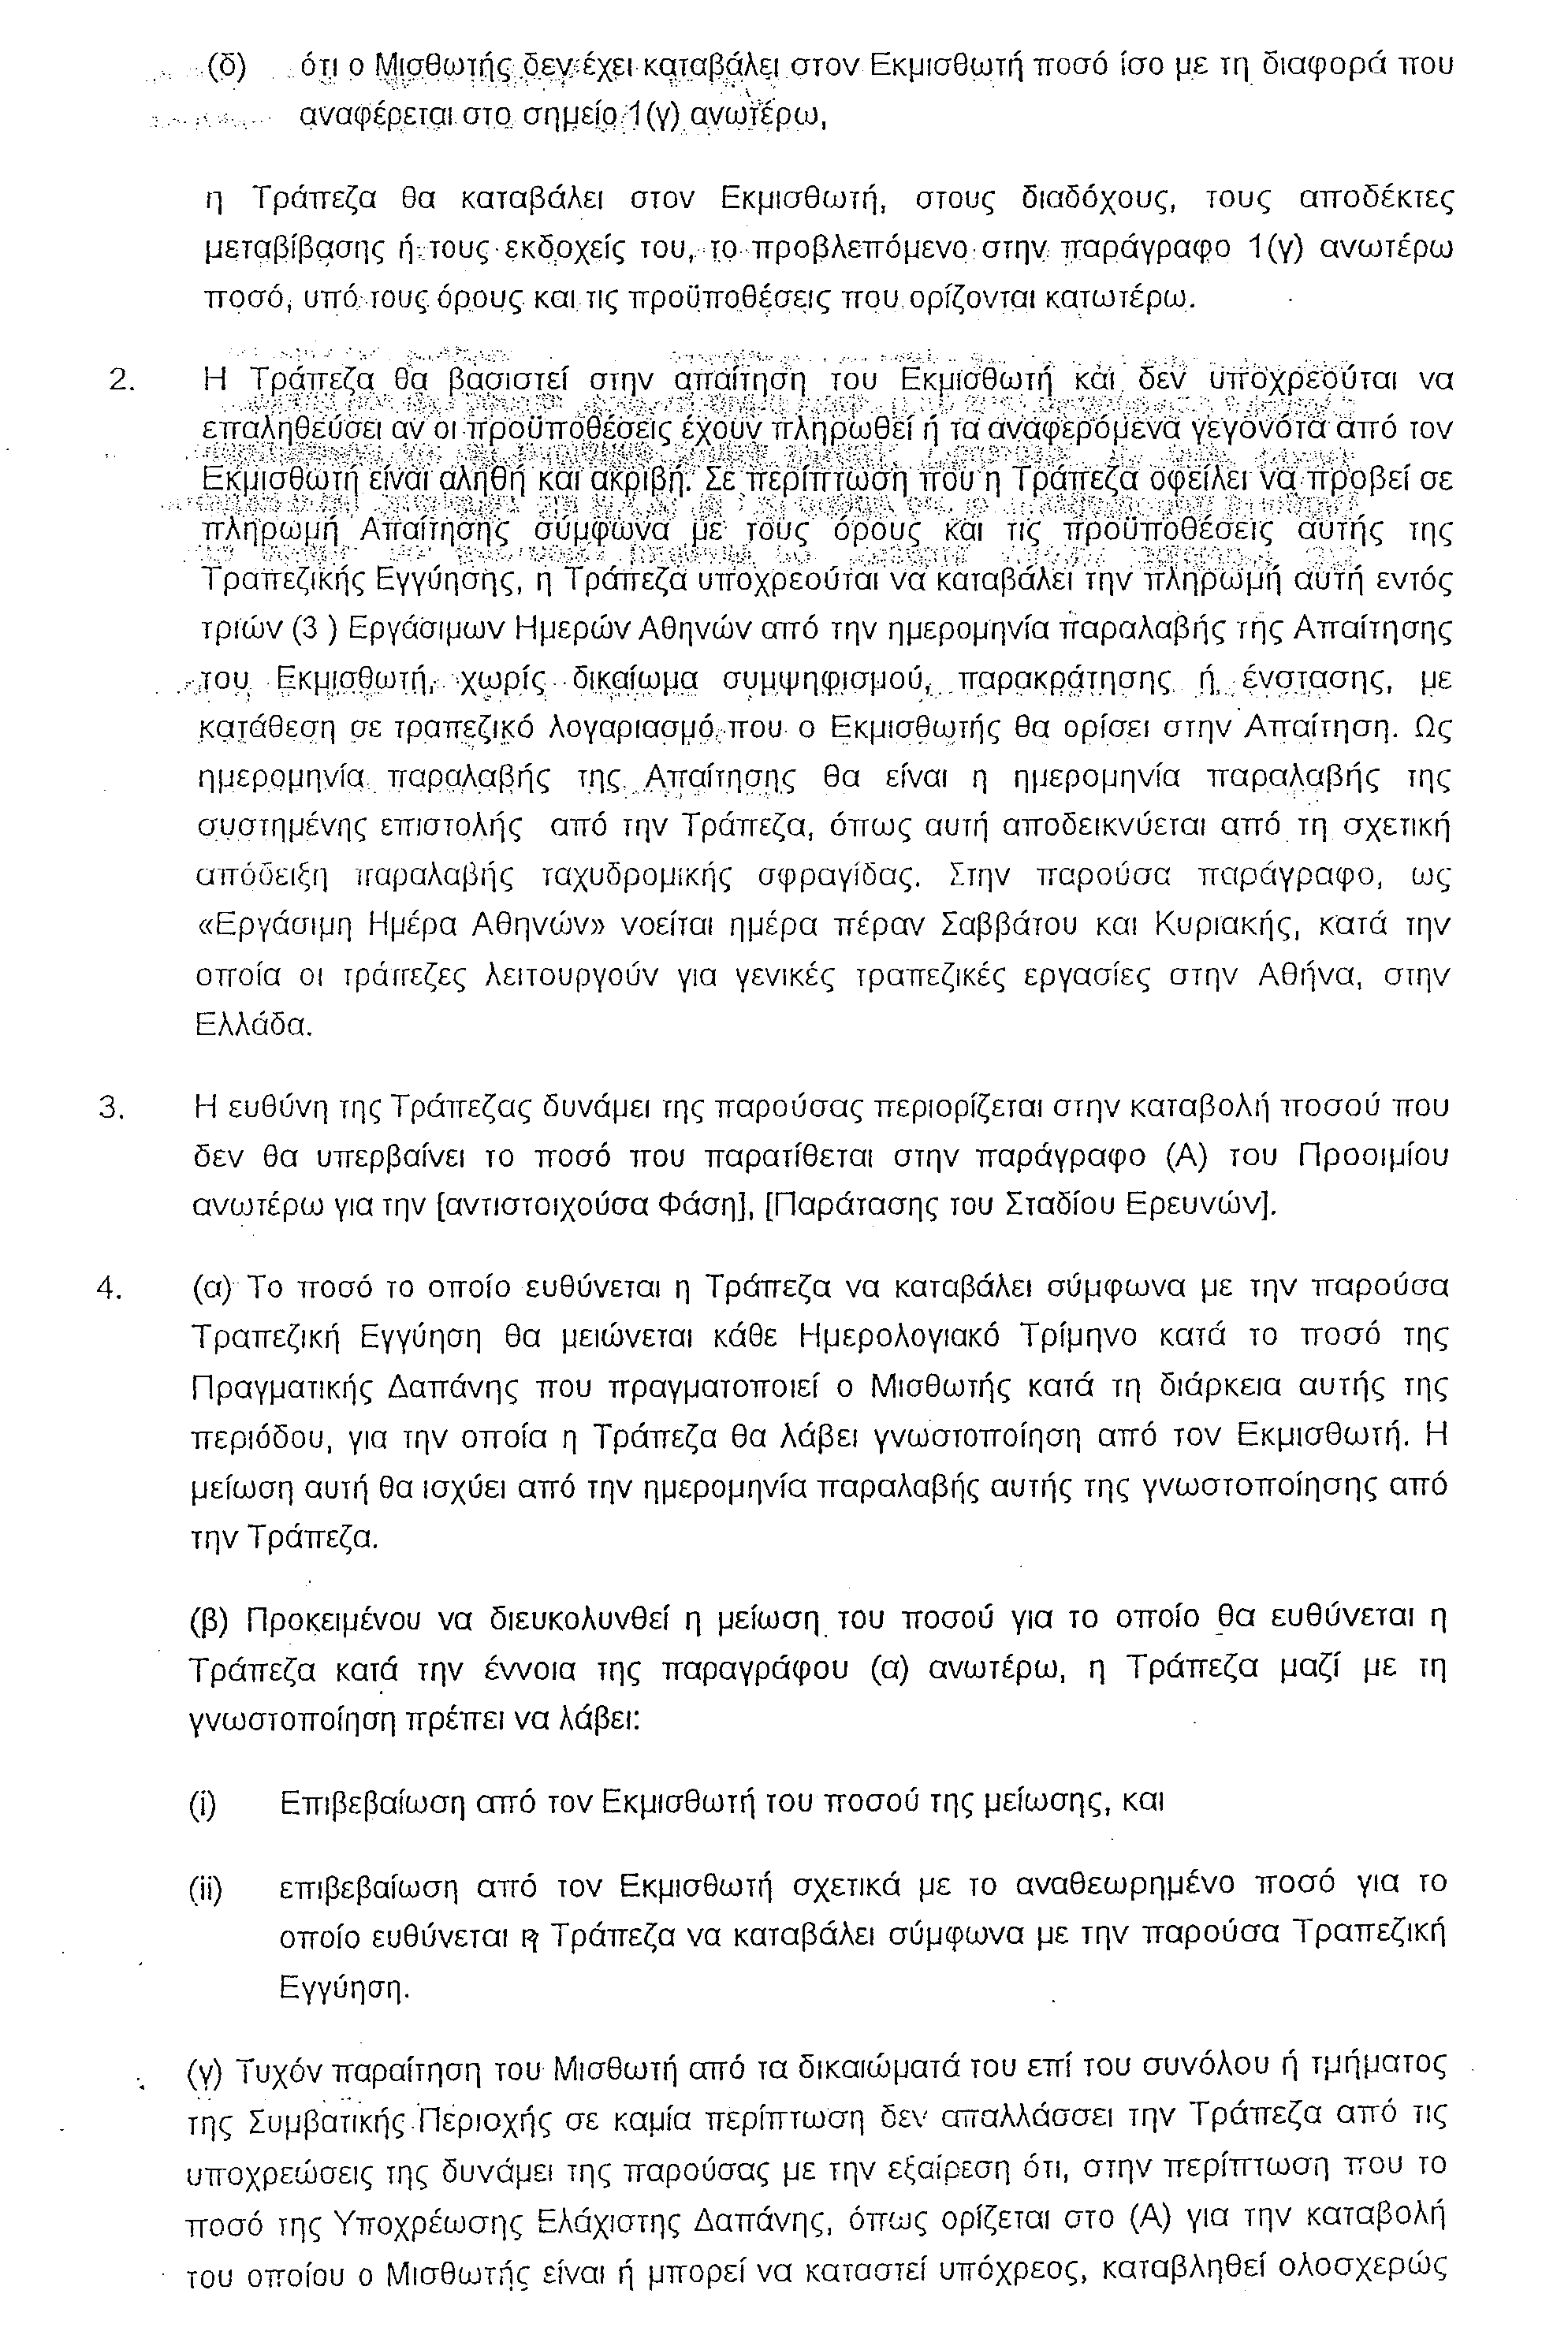 (δ) ότι ο Μισθωτής δεν έχει καταβάλει στον Εκμισθωτή ποσό ίσο με τη διαφορά που
αναφέρεται στο σημείο 1(γ) ανωτέρω,
η Τράπεζα θα καταβάλει στον Εκμισθωτή, στους διαδόχους, τους αποδέκτες
μεταβίβασης ή τους εκδοχείς του, το προβλεπόμενο στην παράγραφο 1(γ) ανωτέρω
ποσό, υπό τους όρους και τις προϋποθέσεις που ορίζονται κατωτέρω.
2. Η Τράπεζα θα βασιστεί στην απαίτηση του Εκμισθωτή και δεν υποχρεούται να
επαληθεύσει αν οι προϋποθέσεις έχουν πληρωθεί ή τα αναφερόμενα γεγονότα από τον
Εκμισθωτή είναι αληθή και ακριβή. Σε περίπτωση που η Τράπεζα οφείλει να προβεί σε
πληρωμή Απαίτησης σύμφωνα με τους όρους και τις προϋποθέσεις αυτής της
Τραπεζικής Εγγύησης, η Τράπεζα υποχρεούται να καταβάλει την πληρωμή αυτή εντός
τριών (3 ) Εργάσιμων Ημερών Αθηνών από την ημερομηνία παραλαβής της Απαίτησης
του Εκμισθωτή, χωρίς δικαίωμα συμψηφισμού, παρακράτησης ή ένστασης, με
κατάθεση σε τραπεζικό λογαριασμό που ο Εκμισθωτής θα ορίσει στην Απαίτηση. Ως
ημερομηνία παραλαβής της Απαίτησης θα είναι η ημερομηνία παραλαβής της
συστημένης επιστολής από την Τράπεζα, όπως αυτή αποδεικνύεται από τη σχετική
απόδειξη παραλαβής ταχυδρομικής σφραγίδας. Στην παρούσα παράγραφο, ως
«Εργάσιμη Ημέρα Αθηνών» νοείται ημέρα πέραν Σαββάτου και Κυριακής, κατά την
οποία οι τράπεζες λειτουργούν για γενικές τραπεζικές εργασίες στην Αθήνα, στην
Ελλάδα.
3. Η ευθύνη της Τράπεζας δυνάμει της παρούσας περιορίζεται στην καταβολή ποσού που
δεν θα υπερβαίνει το ποσό που παρατίθεται στην παράγραφο (Α) του Προοιμίου
ανωτέρω για την [αντιστοιχούσα Φάση], [Παράτασης του Σταδίου Ερευνών].
4. (α) Το ποσό το οποίο ευθύνεται η Τράπεζα να καταβάλει σύμφωνα με την παρούσα
Τραπεζική Εγγύηση θα μειώνεται κάθε Ημερολογιακό Τρίμηνο κατά το ποσό της
Πραγματικής Δαπάνης που πραγματοποιεί ο Μισθωτής κατά τη διάρκεια αυτής της
περιόδου, για την οποία η Τράπεζα θα λάβει γνωστοποίηση από τον Εκμισθωτή. Η
μείωση αυτή θα ισχύει από την ημερομηνία παραλαβής αυτής της γνωστοποίησης από
την Τράπεζα.
(β) Προκειμένου να διευκολυνθεί η μείωση του ποσού για το οποίο θα ευθύνεται η
Τράπεζα κατά την έννοια της παραγράφου (α) ανωτέρω, η Τράπεζα μαζί με τη
γνωστοποίηση πρέπει να λάβει:
(i) Επιβεβαίωση από τον Εκμισθωτή του ποσού της μείωσης, και
(ii) επιβεβαίωση από τον Εκμισθωτή σχετικά με το αναθεωρημένο ποσό για το
οποίο ευθύνεται η Τράπεζα να καταβάλει σύμφωνα με την παρούσα Τραπεζική
Εγγύηση.
(γ) Τυχόν παραίτηση του Μισθωτή από τα δικαιώματά του επί του συνόλου ή τμήματος
της Συμβατικής Περιοχής σε καμία περίπτωση δεν απαλλάσσει την Τράπεζα από τις
υποχρεώσεις της δυνάμει της παρούσας με την εξαίρεση ότι, στην περίπτωση που το
ποσό της Υποχρέωσης Ελάχιστης Δαπάνης, όπως ορίζεται στο (Α) για την καταβολή
του οποίου ο Μισθωτής είναι ή μπορεί να καταστεί υπόχρεος, καταβληθεί ολοσχερώς